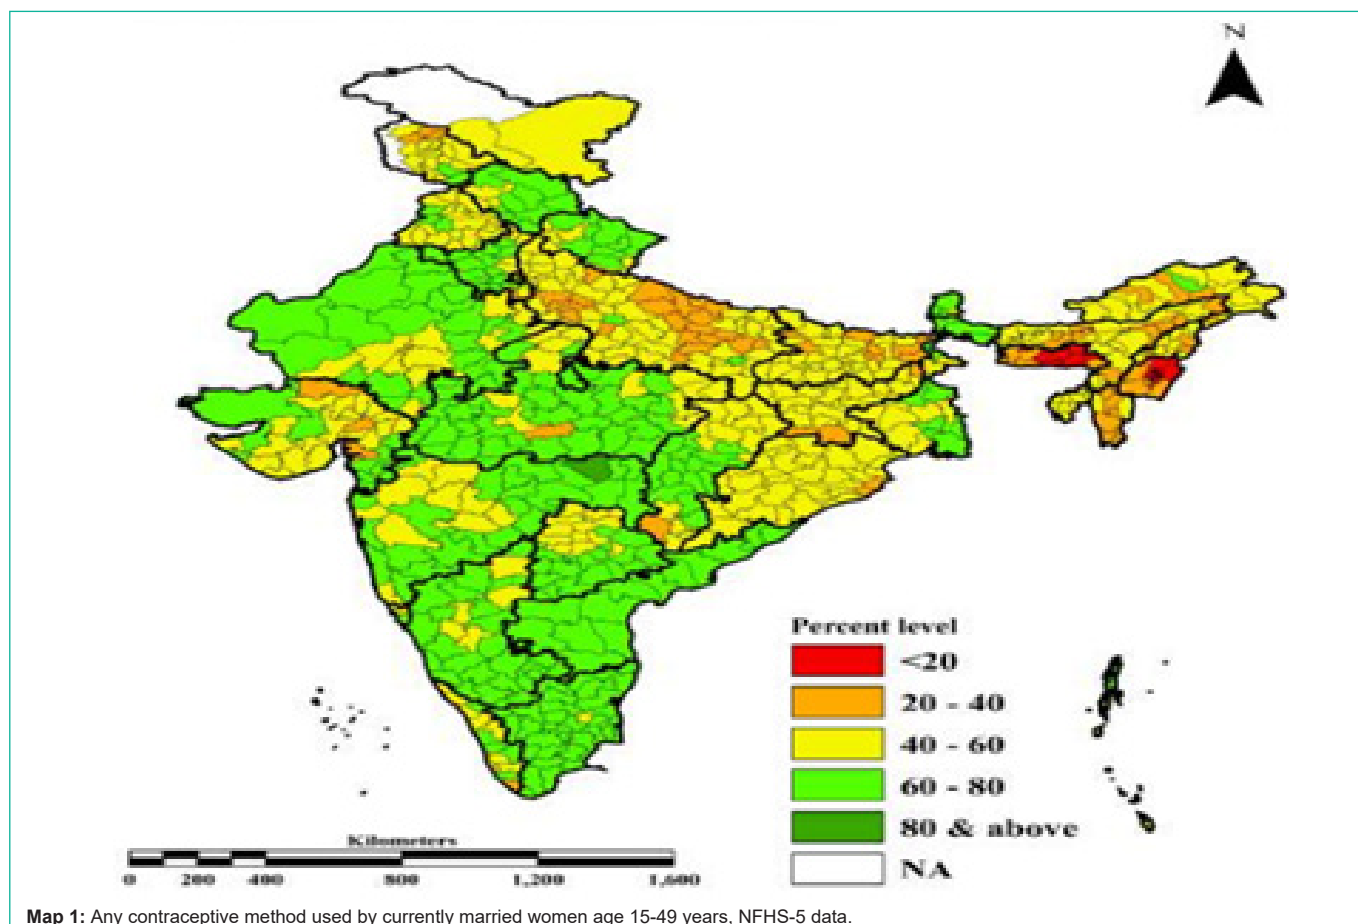 N
Percent level
<20
20 - 40
40 - 60
60 - 80
80 & above
NA
Kilometers
0 200 400 800 1,200 1,600
Map 1: Any contraceptive method used by currently married women age 15-49 years, NFHS-5 data.